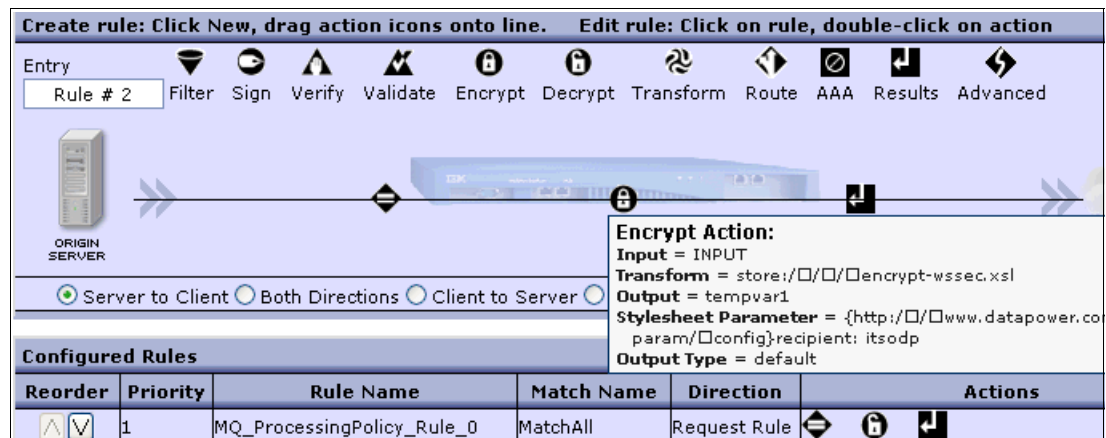 Create rule: Click New, drag action icons onto line. Edit rule: Click on rule, double-click on action
Entry
Rule # 2
Filter Sign Verify Validate Encrypt Decrypt Transform Route AAA Results Advanced
ORIGIN
SERVER
Encrypt Action:
Input = INPUT
Transform = store:/□/□/□encrypt-wssec.xsl
Output = tempvar1
Stylesheet Parameter = {http:/□/□www.datapower.co
param/□config}recipient: itsodp
Output Type = default
Server to Client Both Directions Client to Server
Configured Rules
Reorder Priority Rule Name Match Name Direction Actions
1 MQ_ProcessingPolicy_Rule_0 MatchAll Request Rule